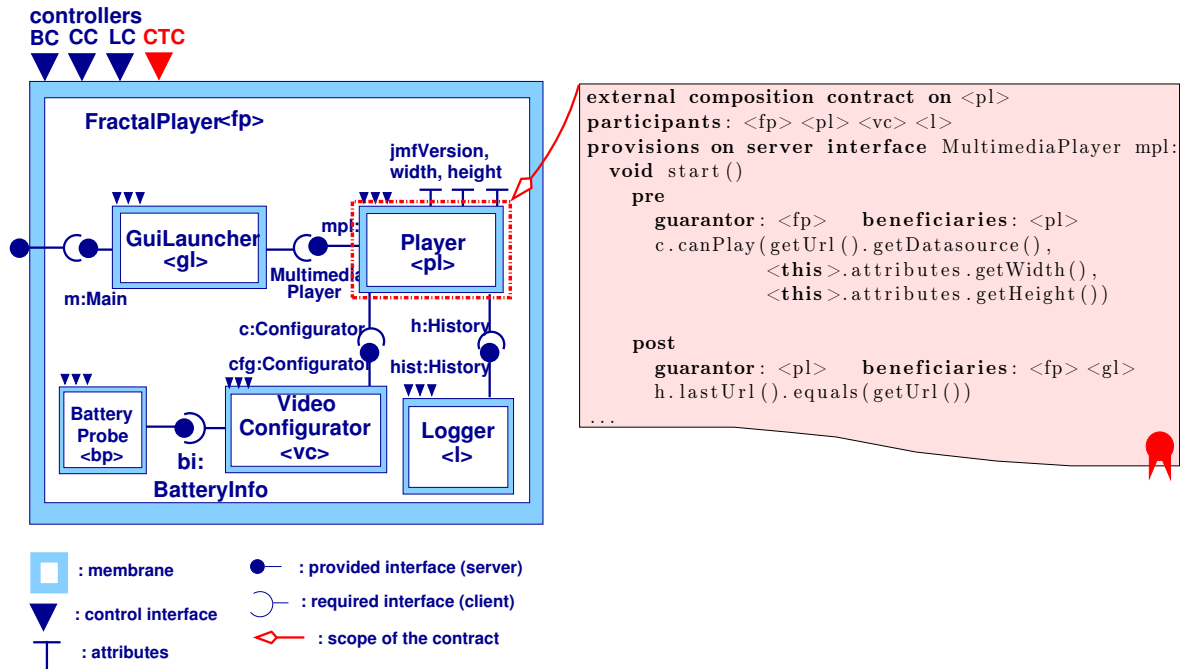 controllers
BC CC LC CTC
FractalPlayer<fp>
jmfVersion,
width, height
GuiLauncher
<gl>
mpl:
Player
<pl>
m:Main
Multimedia
Player
c:Configurator
h:History
cfg:Configurator
hist:History
Battery
Probe
<bp>
bi:
BatteryInfo
Video
Configurator
<vc>
Logger
<l>
external composition contract on <pl>
participants: <fp> <pl> <vc> <l>
provisions on server interface MultimediaPlayer mpl:
void start()
pre
guarantor: <fp> beneficiaries: <pl>
c.canPlay(getUrl().getDatasource(),
<this>.attributes.getWidth(),
<this>.attributes.getHeight())
post
guarantor: <pl> beneficiaries: <fp> <gl>
h.lastUrl().equals(getUrl())
...
: membrane
: control interface
: attributes
: provided interface (server)
: required interface (client)
: scope of the contract